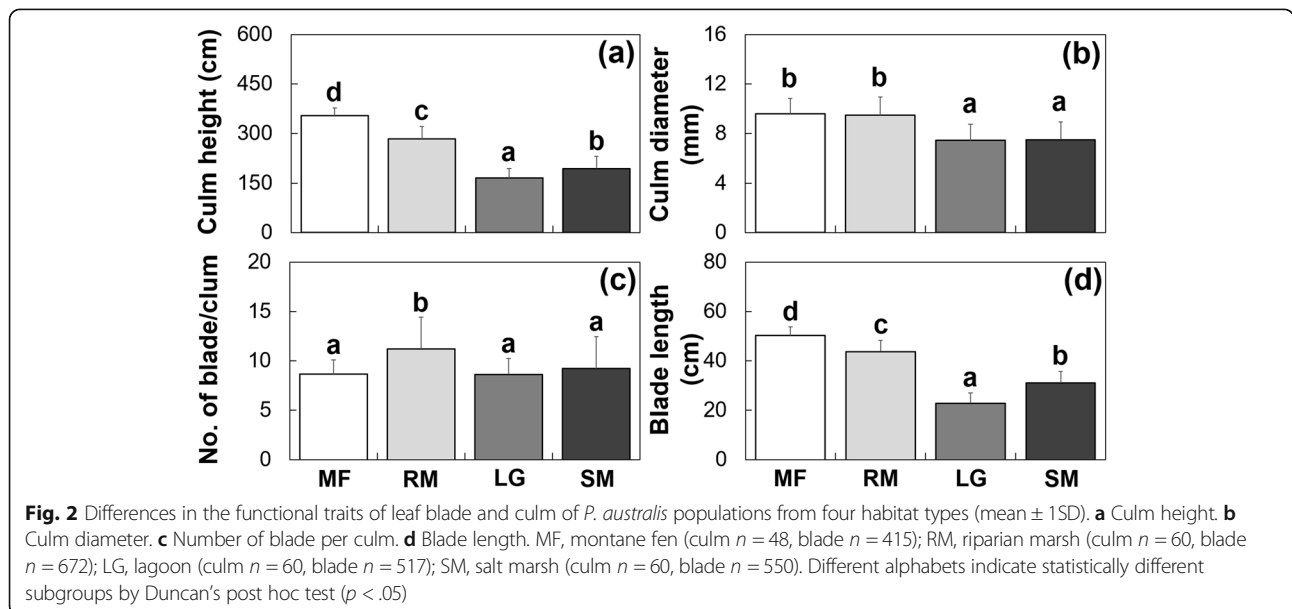 600
450
300
150
0
Culm height (cm)
(a)
d
c
a
b
16
12
8
4
0
Culm diameter
(mm)
(b)
b
b
a
a
20
15
10
5
0
No. of blade/clum
(c)
a
b
a
a
MF RM LG SM
80
60
40
20
0
Blade length
(cm)
(d)
d
c
a
b
MF RM LG SM
Fig. 2 Differences in the functional traits of leaf blade and culm of P. australis populations from four habitat types (mean ± 1SD). a Culm height. b
Culm diameter. c Number of blade per culm. d Blade length. MF, montane fen (culm n = 48, blade n = 415); RM, riparian marsh (culm n = 60, blade
n = 672); LG, lagoon (culm n = 60, blade n = 517); SM, salt marsh (culm n = 60, blade n = 550). Different alphabets indicate statistically different
subgroups by Duncan's post hoc test (p < .05)